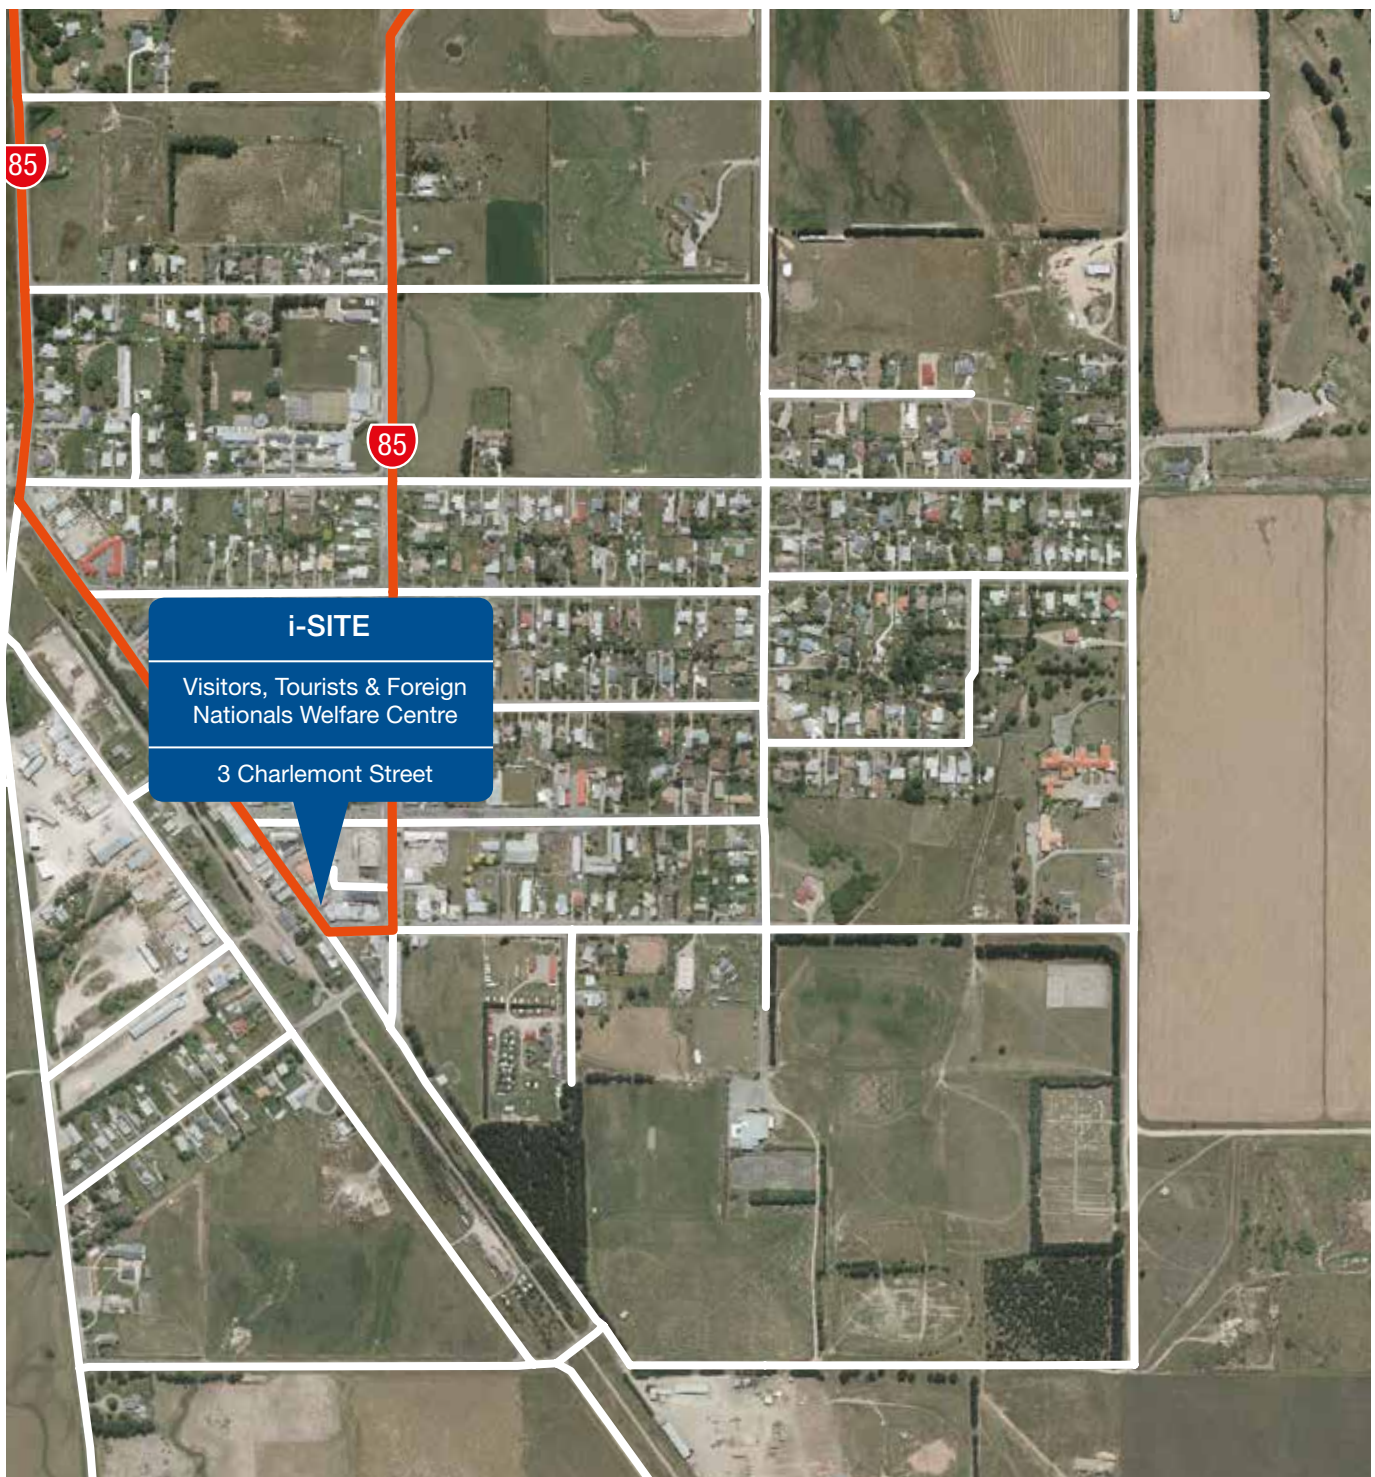 85
85
i-SITE
Visitors, Tourists & Foreign
Nationals Welfare Centre
3 Charlemont Street